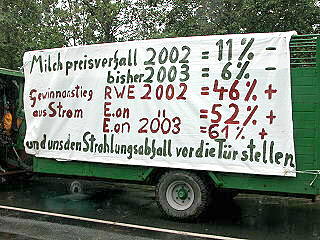 Milchpreisverfall 2002 = 11% -
bisher 2003 = 6% -
Gewinnanstieg RWE 2002 = 46% +
aus Strom E.on " = 52% +
E.on 2003 = 61% +
und uns den Strahlungsabfall vor die Tür stellen